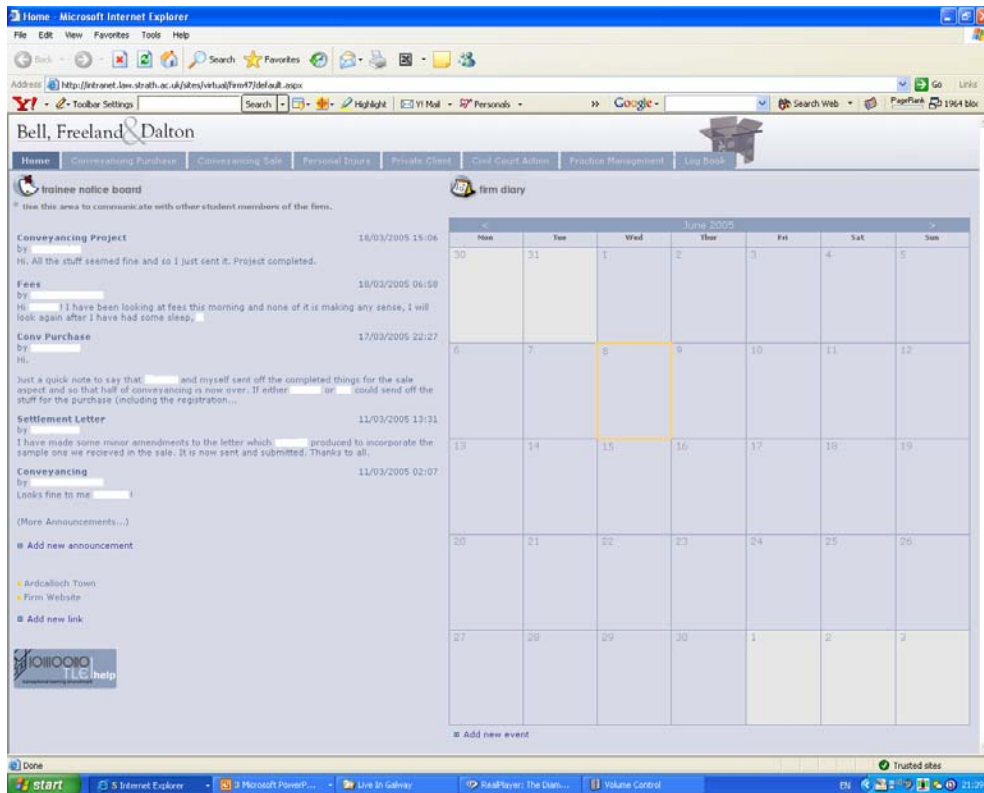 Home - Microsoft Internet Explorer
File Edit View Favorites Tools Help
Back Search Favorites
Address http://intranet.law.strath.ac.uk/sites/virtual/firm47/default.aspx Go Links
Y! Toolbar Settings Search Highlight Y! Mail Personals » Google Search Web PageRank 1964 bloc
Bell, Freeland & Dalton
Home Conveyancing Purchase Conveyancing Sale Personal Injury Private Client Civil Court Action Practice Management Log Book
trainee notice board
* Use this area to communicate with other student members of the firm.
Conveyancing Project 18/03/2005 15:06
by
Hi. All the stuff seemed fine and so I just sent it. Project completed.
Fees 18/03/2005 06:58
by
Hi ! I have been looking at fees this morning and none of it is making any sense, I will
look again after I have had some sleep,
Conv Purchase 17/03/2005 22:27
by
Hi.
Just a quick note to say that and myself sent off the completed things for the sale
aspect and so that half of conveyancing is now over. If either or could send off the
stuff for the purchase (including the registration...
Settlement Letter 11/03/2005 13:31
by
I have made some minor amendments to the letter which produced to incorporate the
sample one we recieved in the sale. It is now sent and submitted. Thanks to all.
Conveyancing 11/03/2005 02:07
by
Looks fine to me !
(More Announcements...)
Add new announcement
Ardcalloch Town
Firm Website
Add new link
TLE help
firm diary
< June 2005 >
Mon Tue Wed Thur Fri Sat Sun
30 31 1 2 3 4 5
6 7 8 9 10 11 12
13 14 15 16 17 18 19
20 21 22 23 24 25 26
27 28 29 30 1 2 3
Add new event
Done Trusted sites
start 5 Internet Explorer 3 Microsoft PowerP... Live In Galway RealPlayer: The Diam... Volume Control EN 21:09